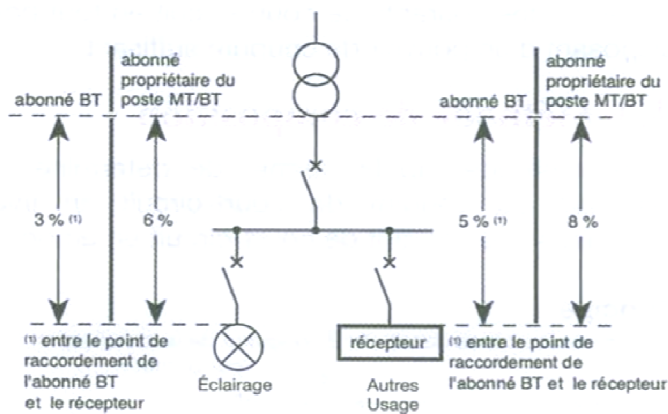 abonné BT
abonné
propriétaire du
poste MT/BT
3 % (1)
6 %
(1) entre le point de
raccordement de
l'abonné BT
et le récepteur
Éclairage
récepteur
Autres
Usage
abonné BT
abonné
propriétaire du
poste MT/BT
5 % (1)
8 %
(1) entre le point de
raccordement de
l'abonné BT et le récepteur